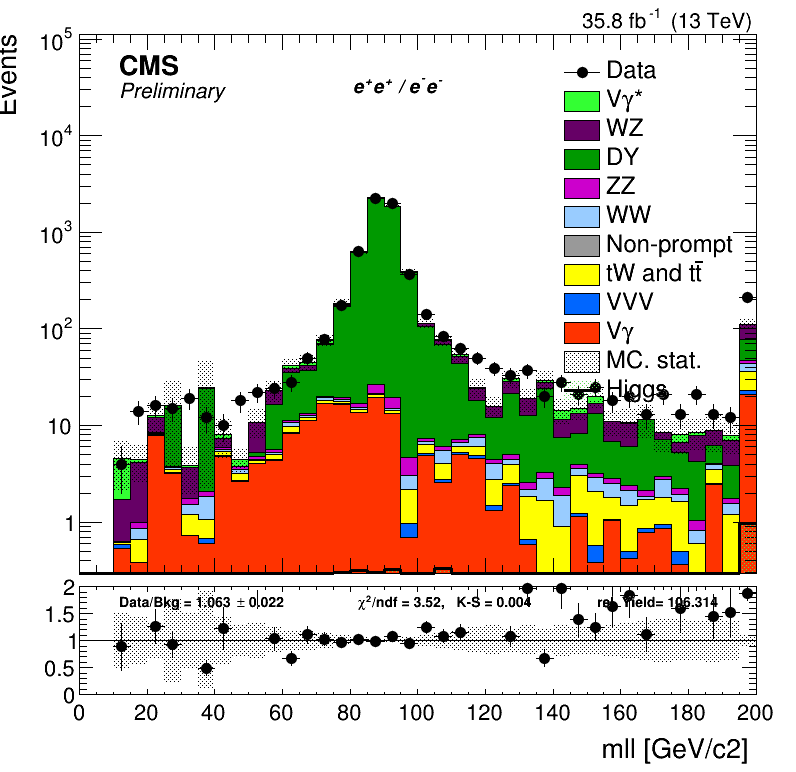 35.8 fb⁻¹ (13 TeV)
Events
CMS
Preliminary
e⁺e⁺ / e⁻e⁻
Data
Vγ*
WZ
DY
ZZ
WW
Non-prompt
tW and tt̄
VVV
Vγ
MC. stat.
Higgs
10⁵
10⁴
10³
10²
10
1
Data/Bkg = 1.063 ± 0.022
χ²/ndf = 3.52, K-S = 0.004
Yield= 196.314
2
1.5
1
0.5
0
0 20 40 60 80 100 120 140 160 180 200
mll [GeV/c2]